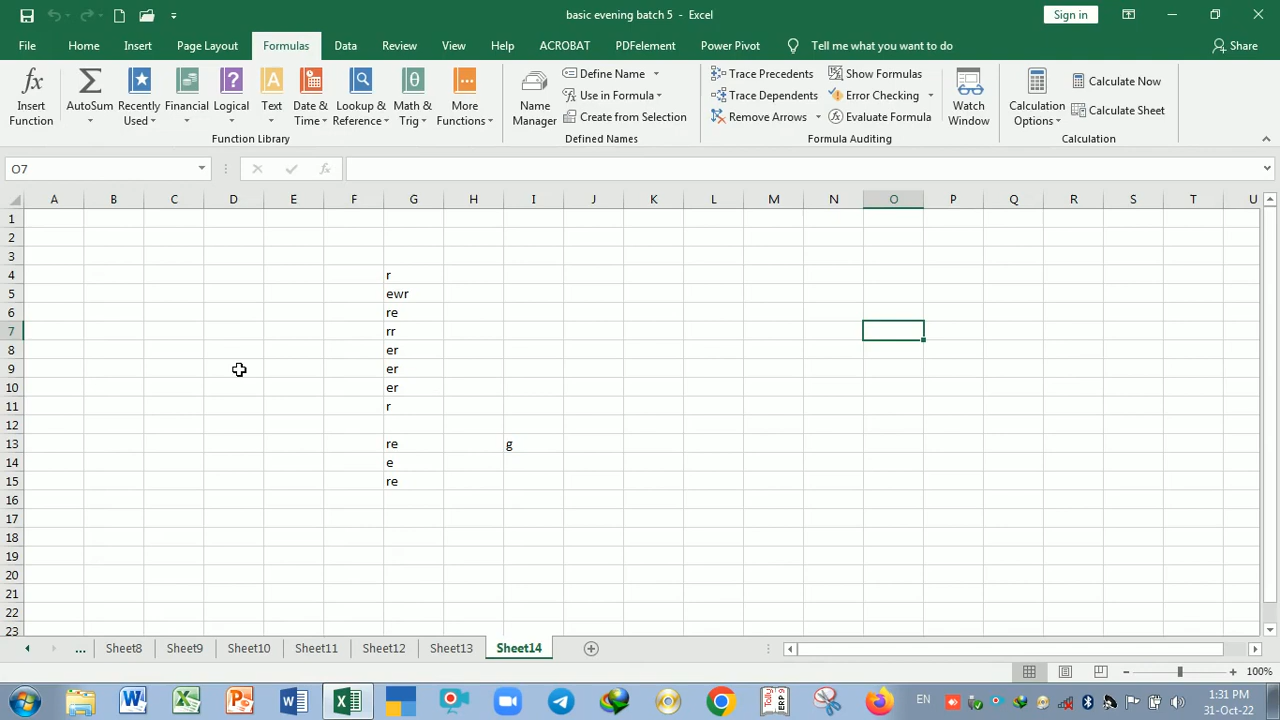 basic evening batch 5 - Excel
Sign in
File Home Insert Page Layout Formulas Data Review View Help ACROBAT PDFelement Power Pivot Tell me what you want to do Share
Insert Function
AutoSum
Recently Used
Financial
Logical
Text
Date & Time
Lookup & Reference
Math & Trig
More Functions
Function Library
Name Manager
Define Name
Use in Formula
Create from Selection
Defined Names
Trace Precedents
Trace Dependents
Remove Arrows
Show Formulas
Error Checking
Evaluate Formula
Watch Window
Formula Auditing
Calculation Options
Calculate Now
Calculate Sheet
Calculation
O7
fx
A B C D E F G H I J K L M N O P Q R S T U
1
2
3
4 r
5 ewr
6 re
7 rr
8 er
9 er
10 er
11 r
12
13 re g
14 e
15 re
16
17
18
19
20
21
22
23
... Sheet8 Sheet9 Sheet10 Sheet11 Sheet12 Sheet13 Sheet14
100%
EN
1:31 PM
31-Oct-22